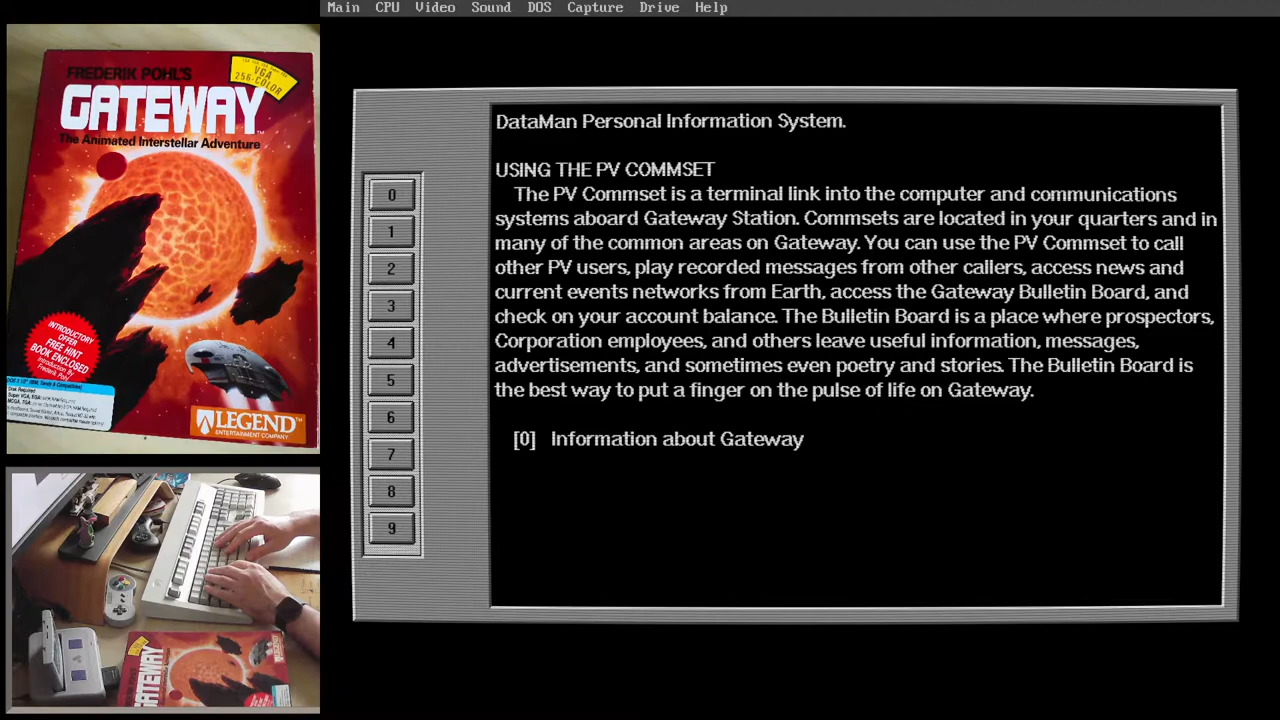 Main CPU Video Sound DOS Capture Drive Help
FREDERIK POHL'S
VGA
256-COLOR
GATEWAY
The Animated Interstellar Adventure
INTRODUCTORY
OFFER
FREE HINT
BOOK ENCLOSED
Introduction By
Frederik Pohl
LEGEND
ENTERTAINMENT COMPANY
GATEWAY
0
1
2
3
4
5
6
7
8
9
DataMan Personal Information System.
USING THE PV COMMSET
The PV Commset is a terminal link into the computer and communications
systems aboard Gateway Station. Commsets are located in your quarters and in
many of the common areas on Gateway. You can use the PV Commset to call
other PV users, play recorded messages from other callers, access news and
current events networks from Earth, access the Gateway Bulletin Board, and
check on your account balance. The Bulletin Board is a place where prospectors,
Corporation employees, and others leave useful information, messages,
advertisements, and sometimes even poetry and stories. The Bulletin Board is
the best way to put a finger on the pulse of life on Gateway.
[0] Information about Gateway